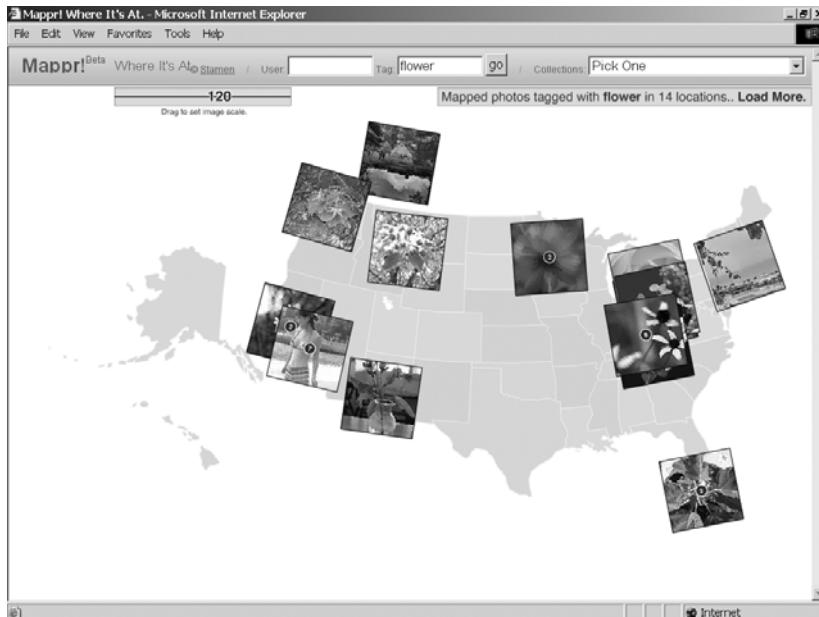 Mappr! Where It's At. - Microsoft Internet Explorer
File Edit View Favorites Tools Help
Mappr! Beta Where It's At. © Stamen / User: Tag: flower go / Collections: Pick One
120 Mapped photos tagged with flower in 14 locations.. Load More.
Drag to set image scale.
Internet